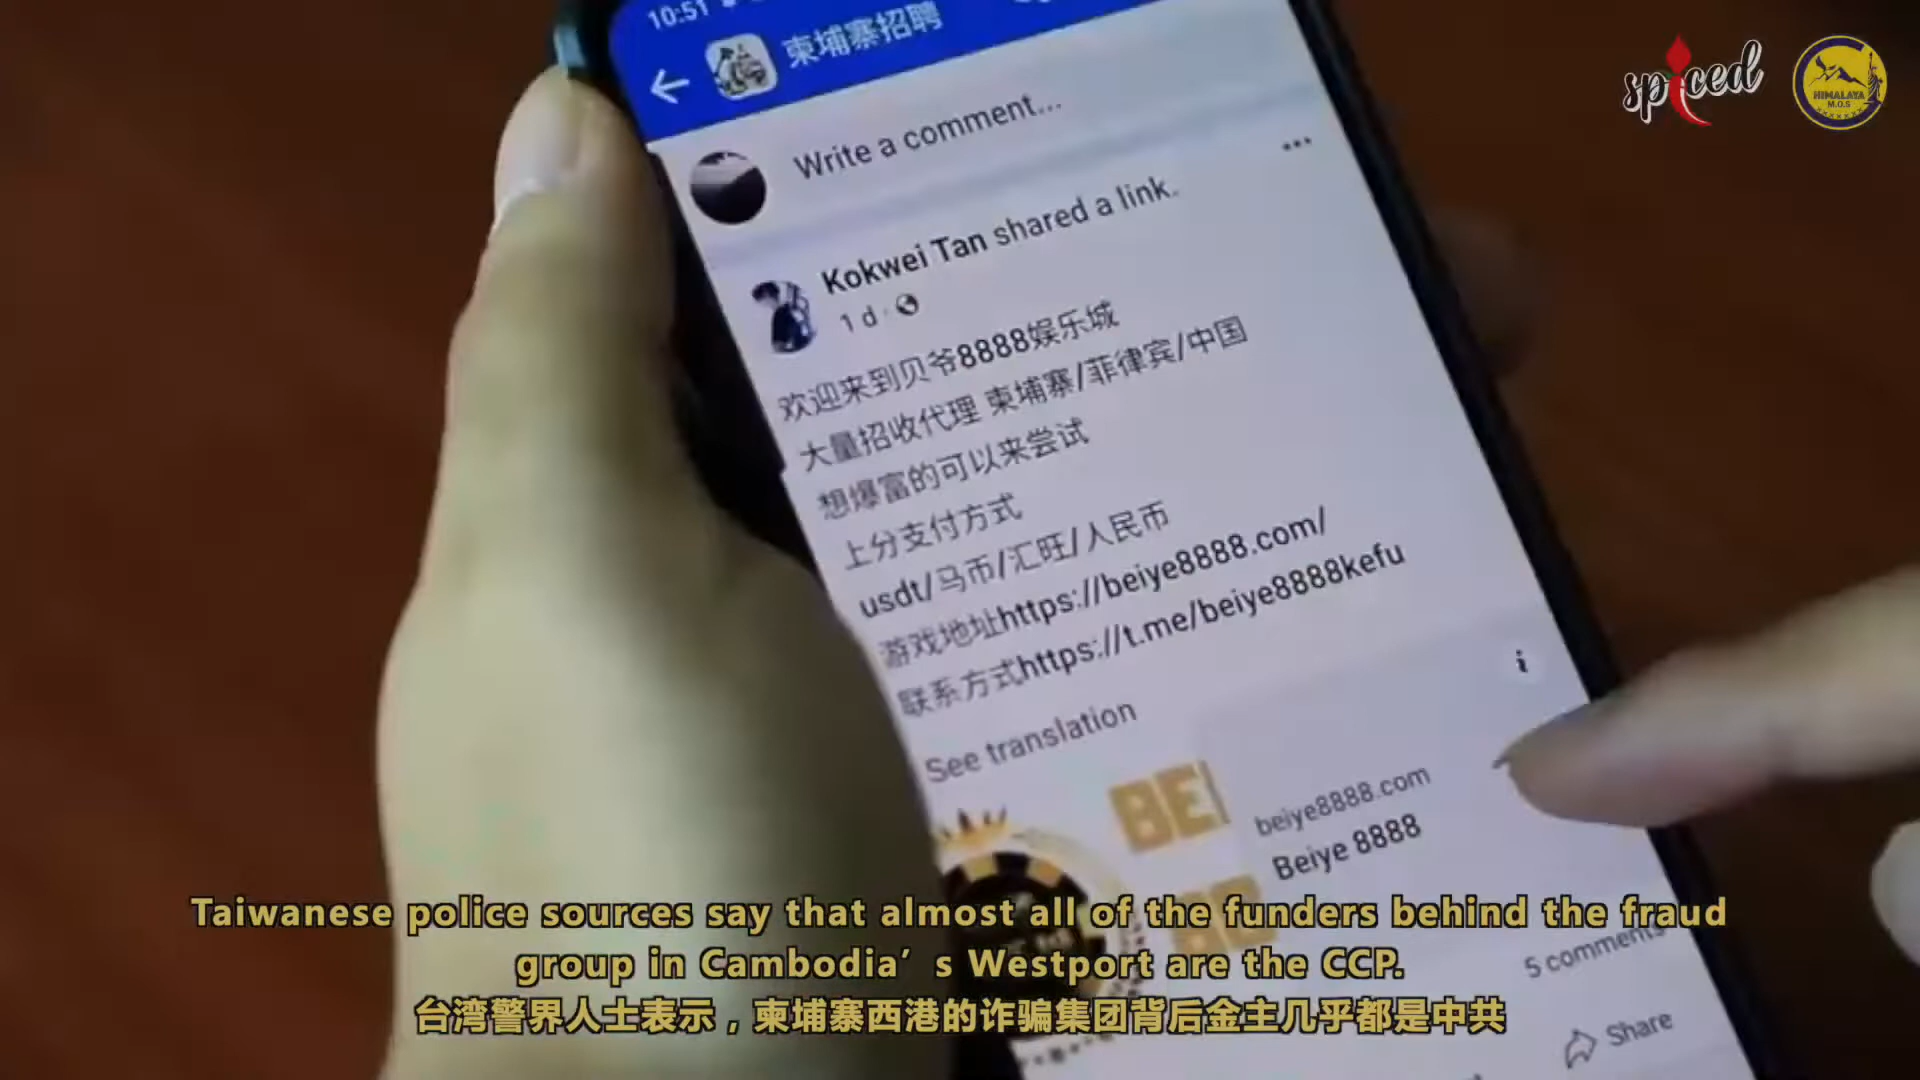 10:51
柬埔寨招聘
spiced
HIMALAYA
M.O.S
Write a comment...
Kokwei Tan shared a link.
1 d
欢迎来到贝爷8888娱乐城
大量招收代理 柬埔寨/菲律宾/中国
想爆富的可以来尝试
上分支付方式
usdt/马币/汇旺/人民币
游戏地址https://beiye8888.com/
联系方式https://t.me/beiye8888kefu
See translation
BEI
beiye8888.com
Beiye 8888
5 comments
Share
Taiwanese police sources say that almost all of the funders behind the fraud
group in Cambodia's Westport are the CCP.
台湾警界人士表示，柬埔寨西港的诈骗集团背后金主几乎都是中共